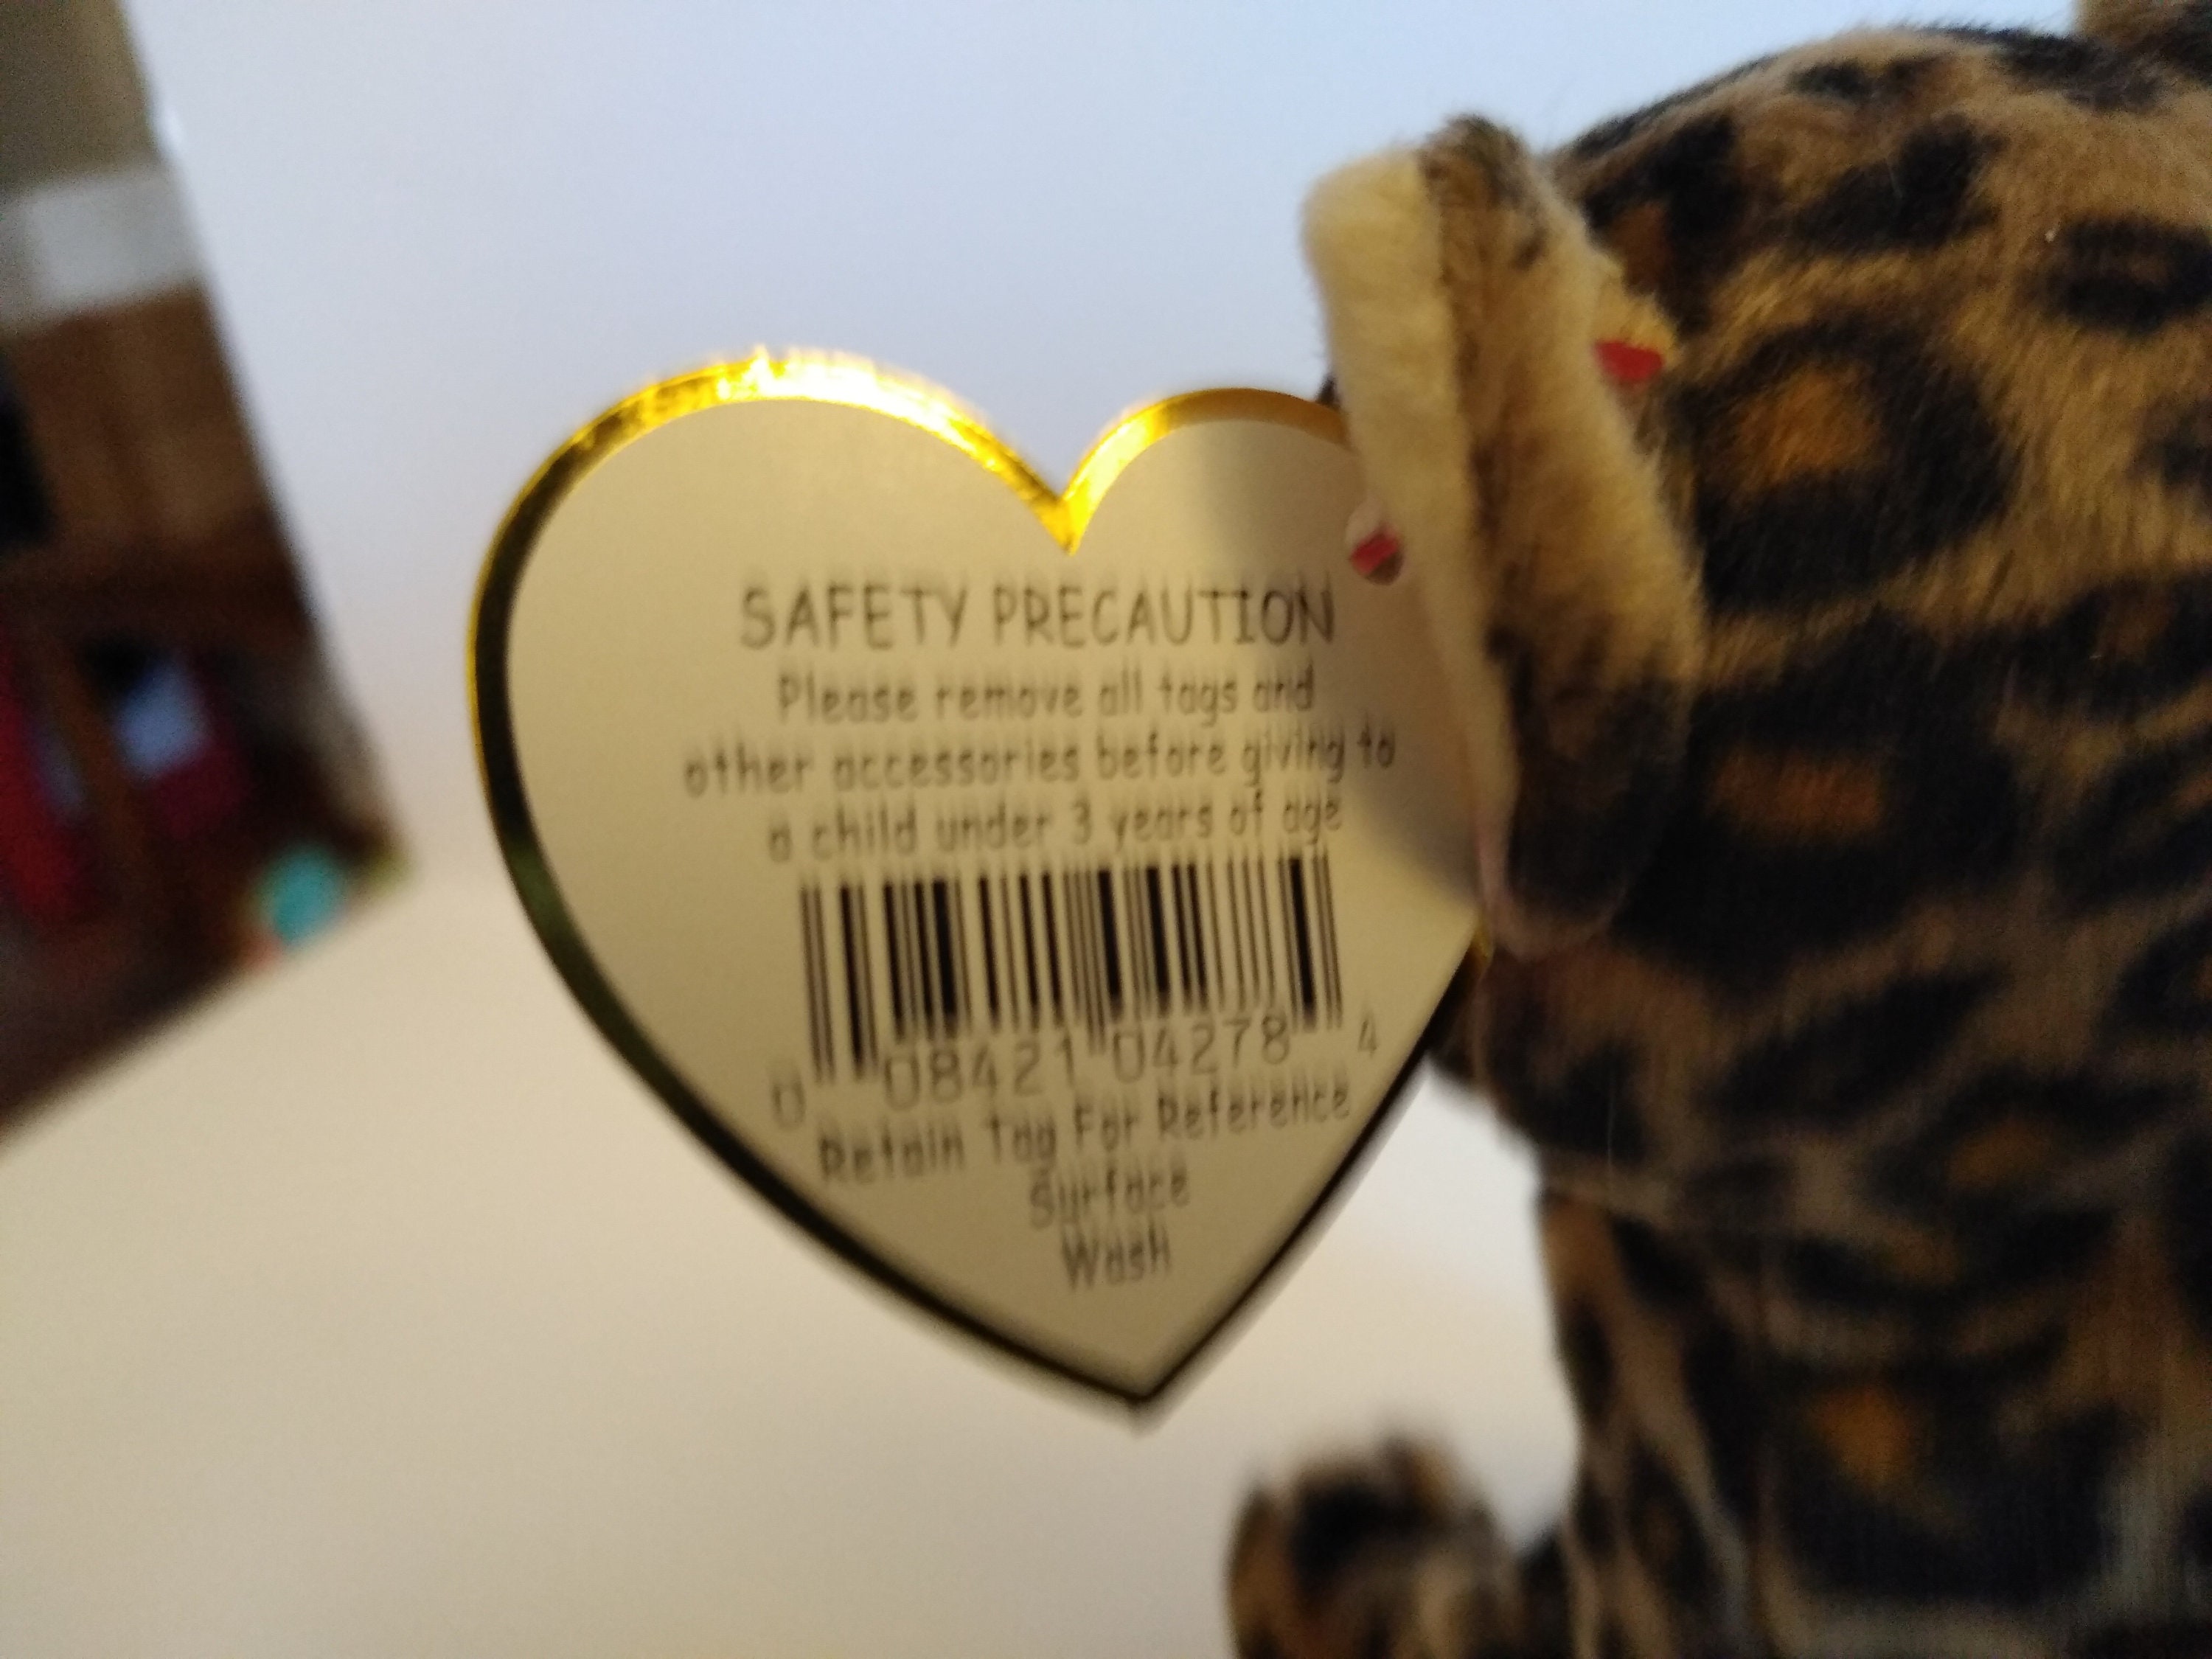 SAFETY PRECAUTION
Please remove all tags and
other accessories before giving to
a child under 3 years of age
0 08421 04278 4
Retain Tag For Reference
Surface
Wash